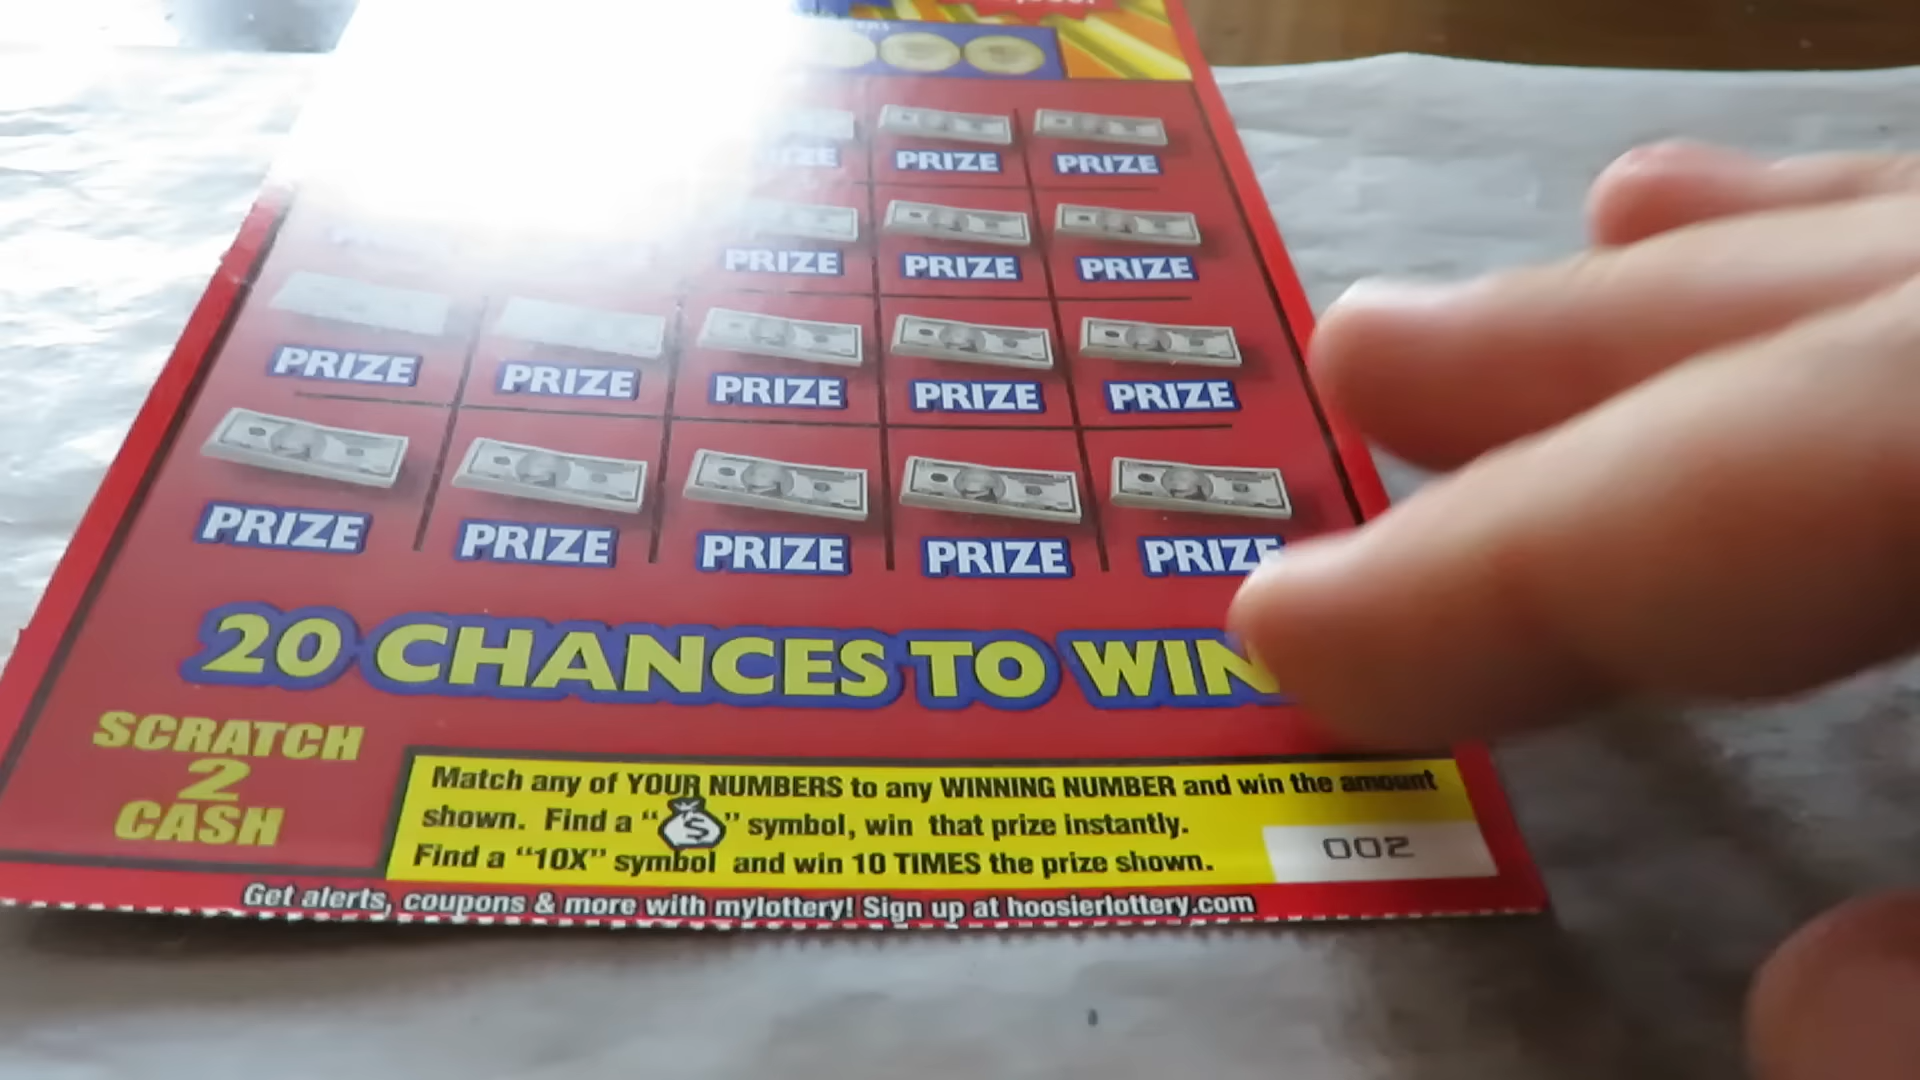 PRIZE PRIZE
PRIZE PRIZE PRIZE
PRIZE PRIZE PRIZE PRIZE PRIZE
PRIZE PRIZE PRIZE PRIZE PRIZE
20 CHANCES TO WIN
SCRATCH
2
CASH
Match any of YOUR NUMBERS to any WINNING NUMBER and win the amount
shown. Find a "$" symbol, win that prize instantly.
Find a "10X" symbol and win 10 TIMES the prize shown.
002
Get alerts, coupons & more with mylottery! Sign up at hoosierlottery.com